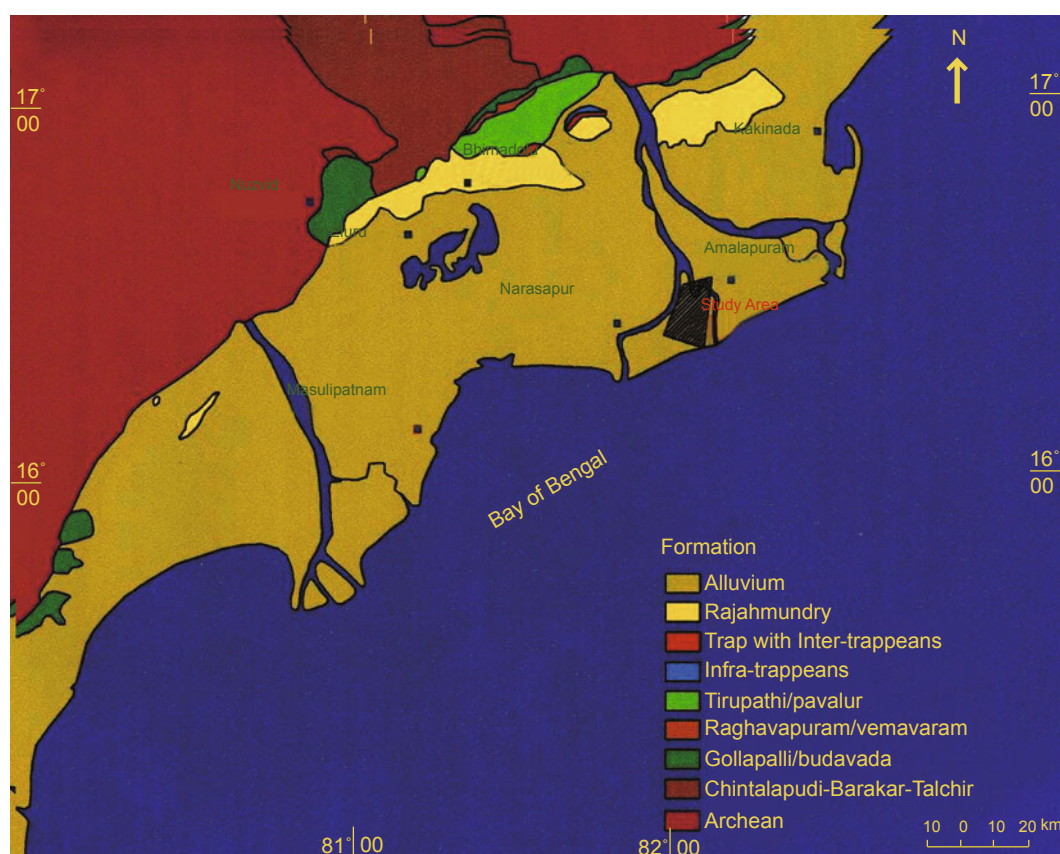 N
17°
00
17°
00
Kakinada
Bhimadolu
Nuzvid
Eluru
Amalapuram
Narasapur
Study Area
Masulipatnam
16°
00
16°
00
Bay of Bengal
Formation
Alluvium
Rajahmundry
Trap with Inter-trappeans
Infra-trappeans
Tirupathi/pavalur
Raghavapuram/vemavaram
Gollapalli/budavada
Chintalapudi-Barakar-Talchir
Archean
10 0 10 20 km
81° 00
82° 00